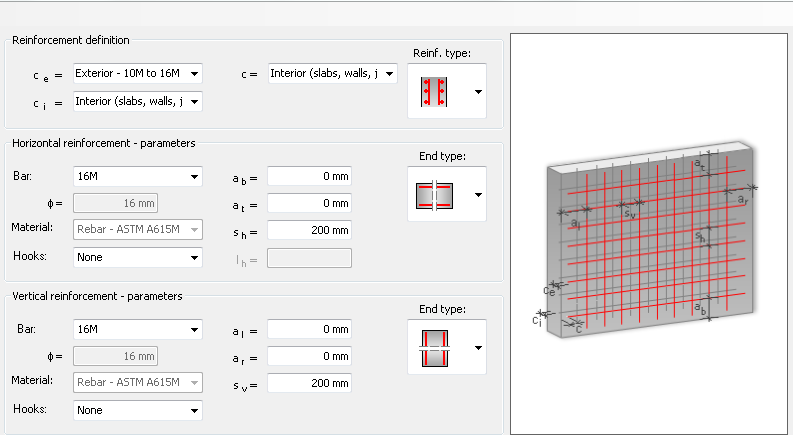 Reinforcement definition
Reinf. type:
c e = Exterior - 10M to 16M c = Interior (slabs, walls, j
c i = Interior (slabs, walls, j
Horizontal reinforcement - parameters
End type:
Bar: 16M a b = 0 mm
ϕ = 16 mm a t = 0 mm
Material: Rebar - ASTM A615M s h = 200 mm
Hooks: None l h =
Vertical reinforcement - parameters
End type:
Bar: 16M a l = 0 mm
ϕ = 16 mm a r = 0 mm
Material: Rebar - ASTM A615M s v = 200 mm
Hooks: None
a t
a r
a l
s v
s h
c e
a b
c i
c